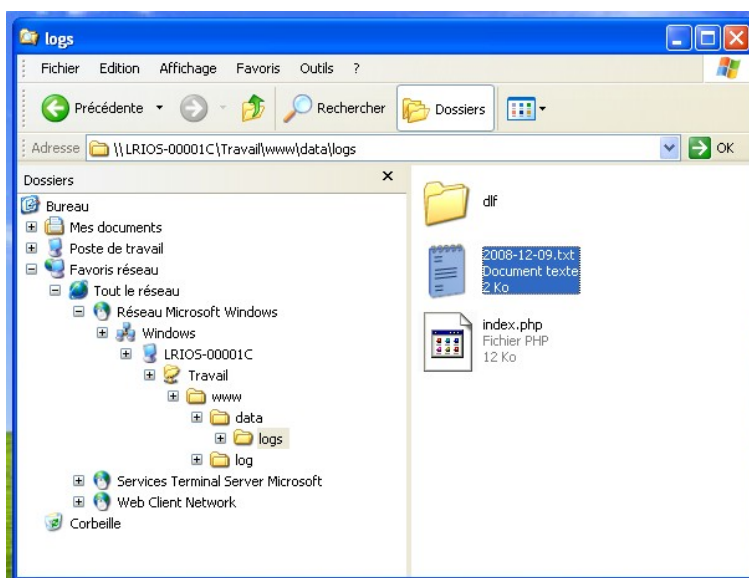 logs
Fichier Edition Affichage Favoris Outils ?
Précédente Rechercher Dossiers
Adresse \\LRIOS-00001C\Travail\www\data\logs OK
Dossiers
Bureau
Mes documents
Poste de travail
Favoris réseau
Tout le réseau
Réseau Microsoft Windows
Windows
LRIOS-00001C
Travail
www
data
logs
log
Services Terminal Server Microsoft
Web Client Network
Corbeille
dlf
2008-12-09.txt
Document texte
2 Ko
index.php
Fichier PHP
12 Ko